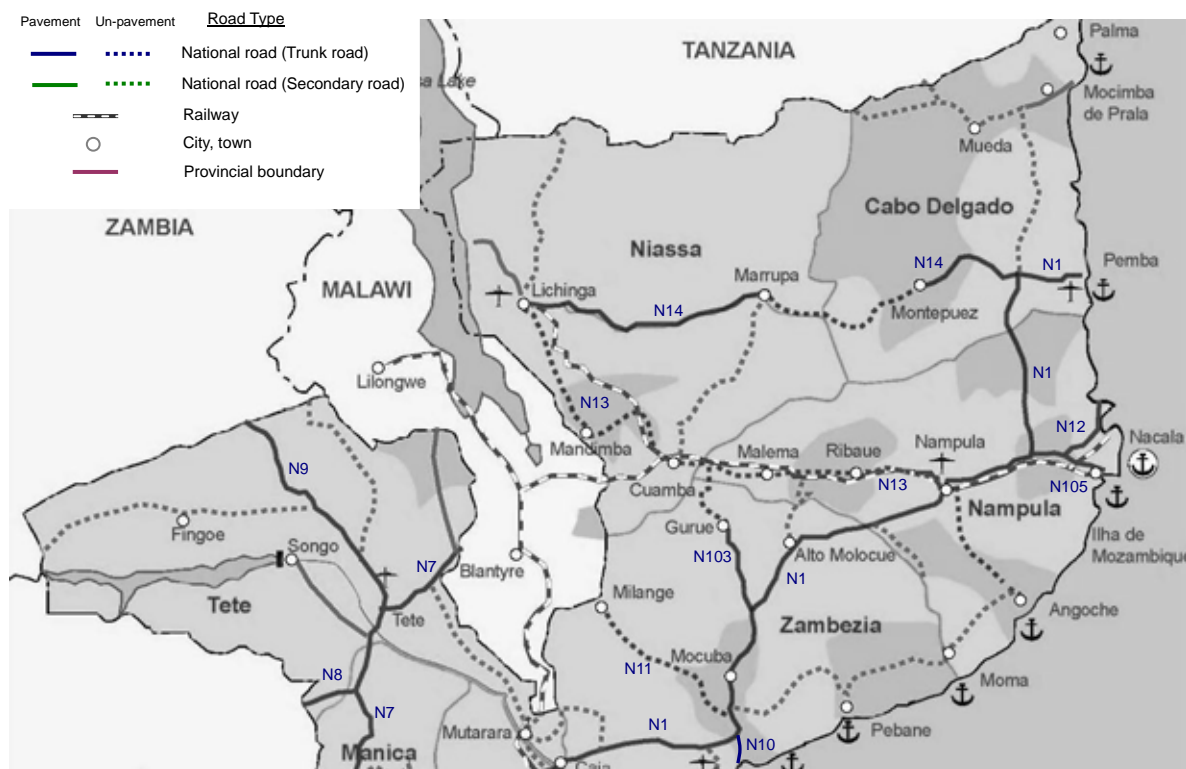 Pavement Un-pavement Road Type
National road (Trunk road)
National road (Secondary road)
Railway
City, town
Provincial boundary
TANZANIA
Palma
Lake
Mocimba
de Prala
Mueda
ZAMBIA
Cabo Delgado
Niassa
MALAWI
Lichinga
Marrupa
N14
N1
Pemba
N14
Montepuez
Lilongwe
N1
N13
Mandimba
N12
Nacala
N9
Malema
Ribaue
Nampula
Cuamba
N13
N105
Nampula
Fingoe
Gurue
Ilha de
Mozambique
Songo
N7
Blantyre
N103
Alto Molocue
N1
Tete
Tete
Milange
Angoche
Zambezia
N8
N11
Mocuba
Moma
N7
Mutarara
N1
Pebane
N10
Manica
Caia